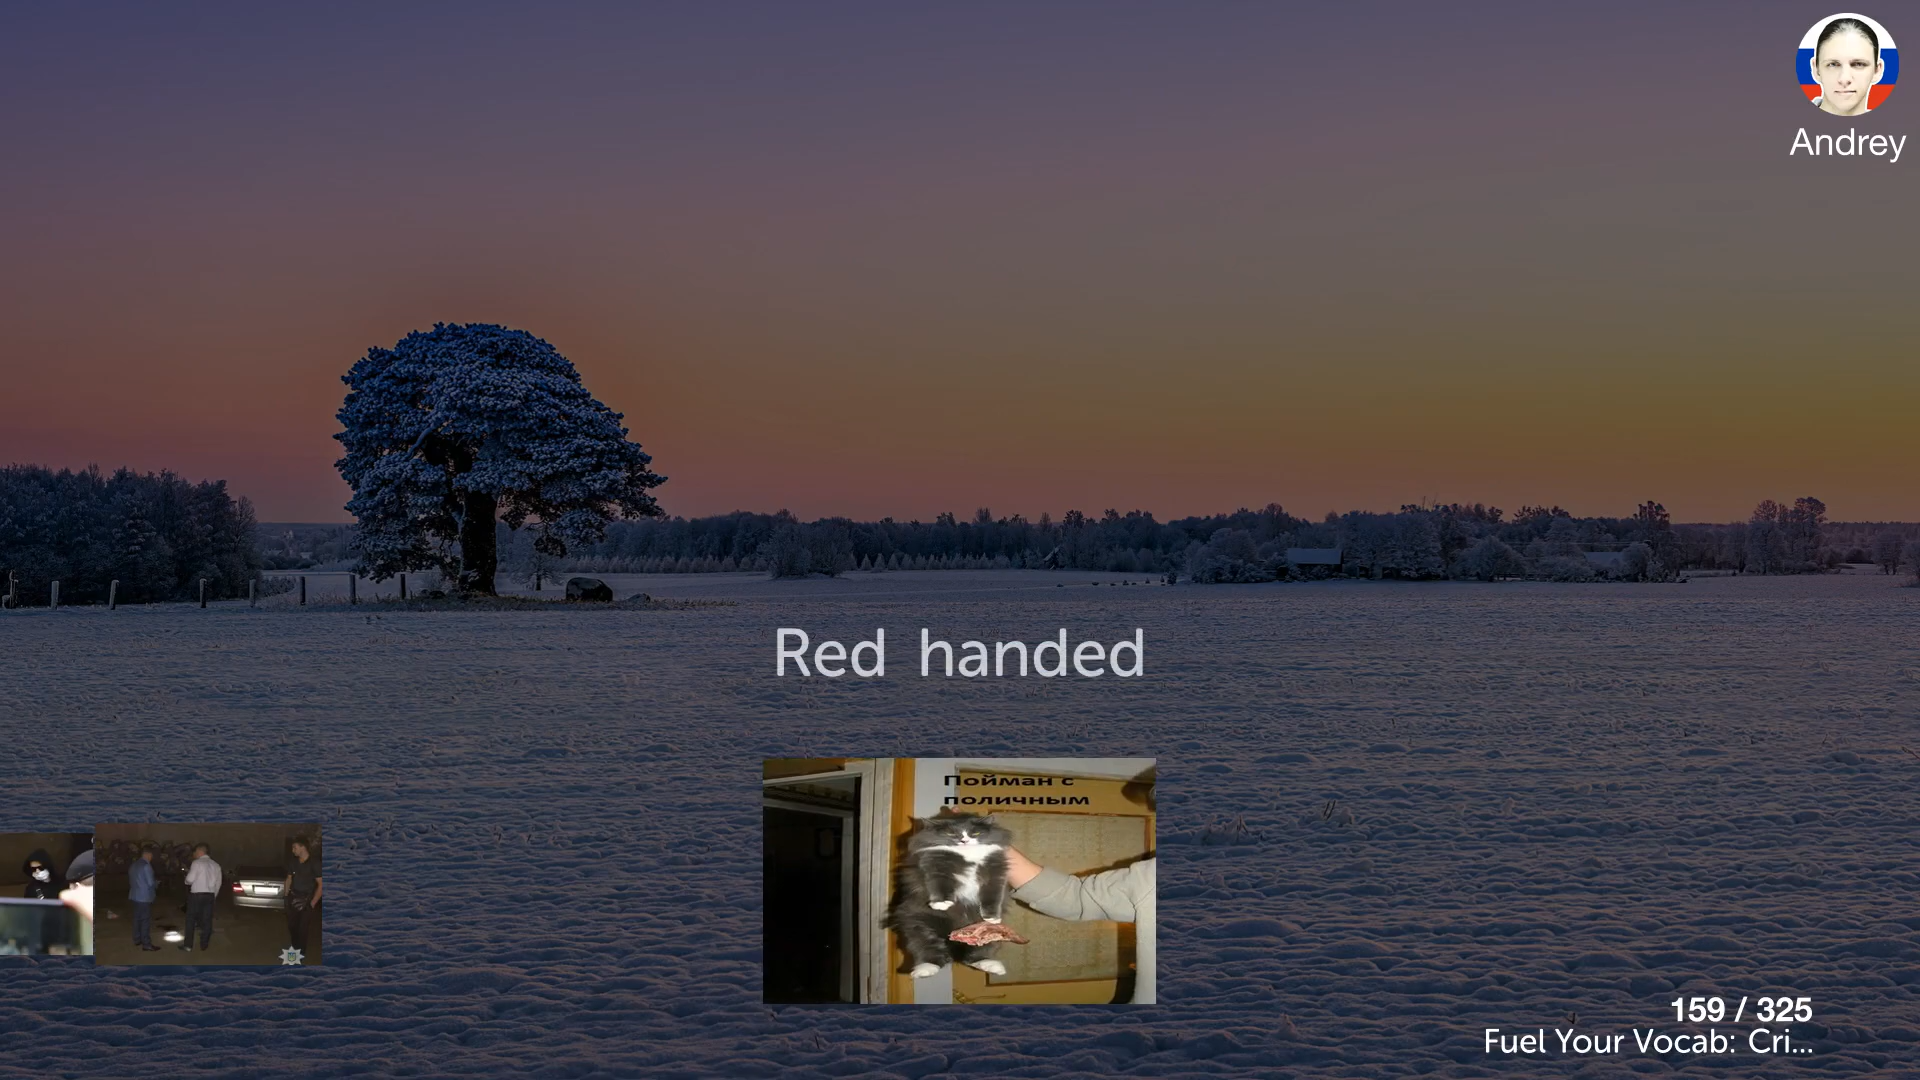 Andrey
Red handed
Пойман с
поличным
159 / 325
Fuel Your Vocab: Cri...